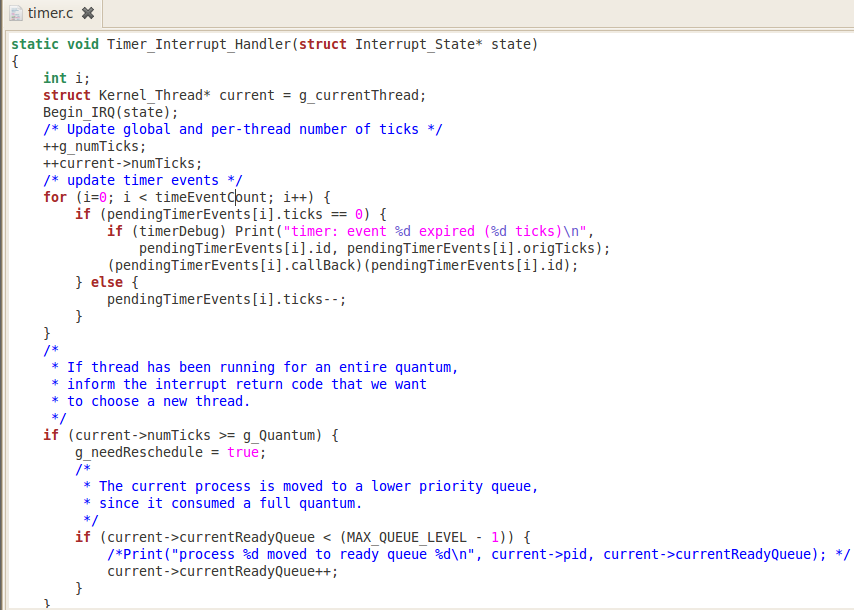 timer.c
static void Timer_Interrupt_Handler(struct Interrupt_State* state)
{
    int i;
    struct Kernel_Thread* current = g_currentThread;
    Begin_IRQ(state);
    /* Update global and per-thread number of ticks */
    ++g_numTicks;
    ++current->numTicks;
    /* update timer events */
    for (i=0; i < timeEventCount; i++) {
        if (pendingTimerEvents[i].ticks == 0) {
            if (timerDebug) Print("timer: event %d expired (%d ticks)\n",
                pendingTimerEvents[i].id, pendingTimerEvents[i].origTicks);
            (pendingTimerEvents[i].callBack)(pendingTimerEvents[i].id);
        } else {
            pendingTimerEvents[i].ticks--;
        }
    }
    /*
     * If thread has been running for an entire quantum,
     * inform the interrupt return code that we want
     * to choose a new thread.
     */
    if (current->numTicks >= g_Quantum) {
        g_needReschedule = true;
        /*
         * The current process is moved to a lower priority queue,
         * since it consumed a full quantum.
         */
        if (current->currentReadyQueue < (MAX_QUEUE_LEVEL - 1)) {
            /*Print("process %d moved to ready queue %d\n", current->pid, current->currentReadyQueue); */
            current->currentReadyQueue++;
        }
    }